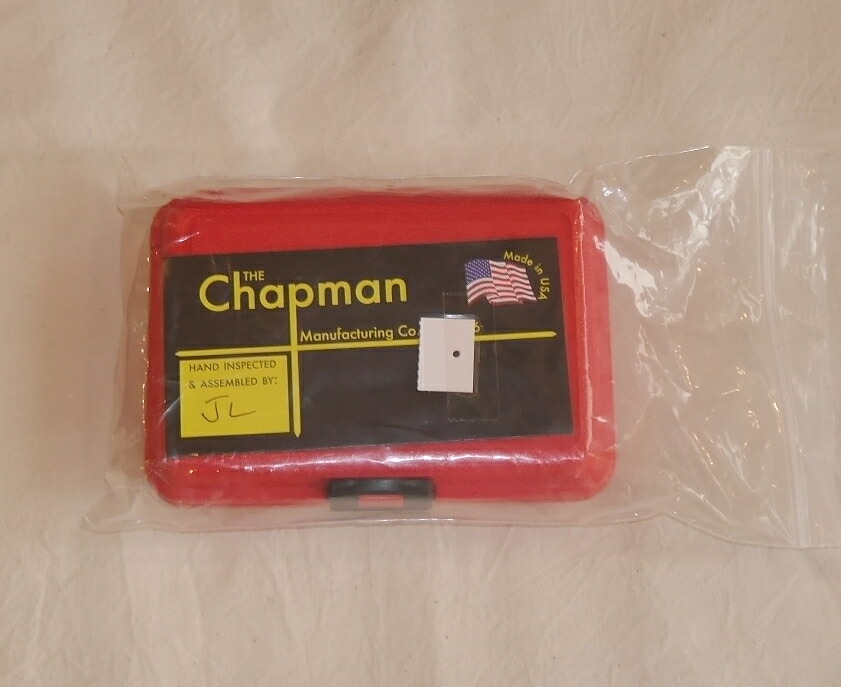 THE
Chapman
Made in USA
Manufacturing Co.
HAND INSPECTED
& ASSEMBLED BY:
JL